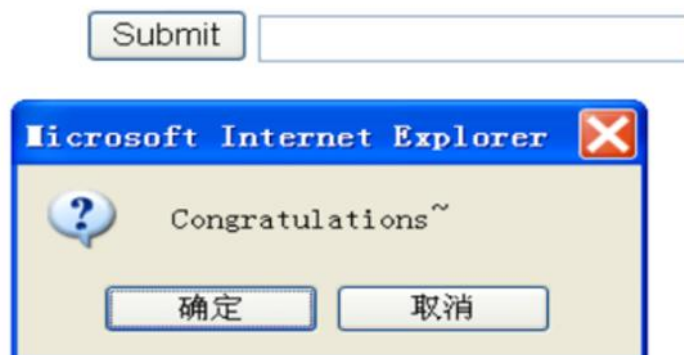 Submit
Microsoft Internet Explorer
Congratulations~
确定
取消